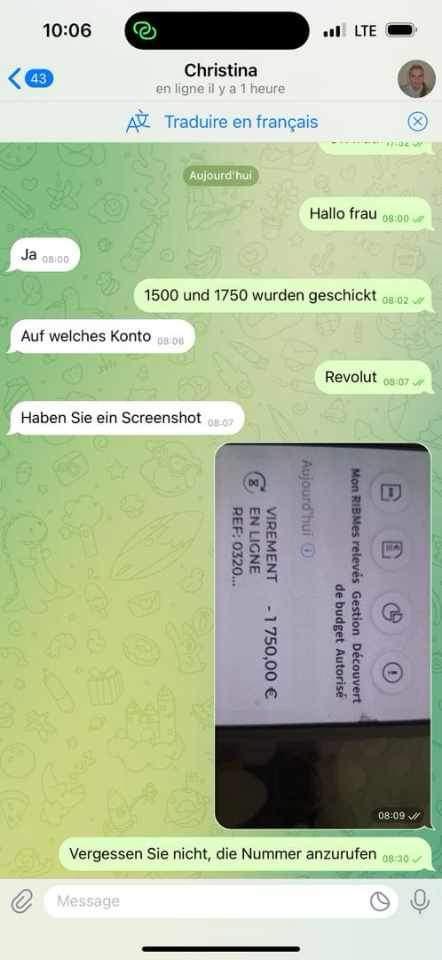 10:06
LTE
43
Christina
en ligne il y a 1 heure
Traduire en français
17:52
Aujourd'hui
Hallo frau 08:00
Ja 08:00
1500 und 1750 wurden geschickt 08:02
Auf welches Konto 08:06
Revolut 08:07
Haben Sie ein Screenshot 08:07
Mon RIB
Mes relevés
Gestion de budget
Découvert Autorisé
Aujourd'hui
VIREMENT
EN LIGNE
REF: 0320...
- 1 750,00 €
08:09
Vergessen Sie nicht, die Nummer anzurufen 08:30
Message